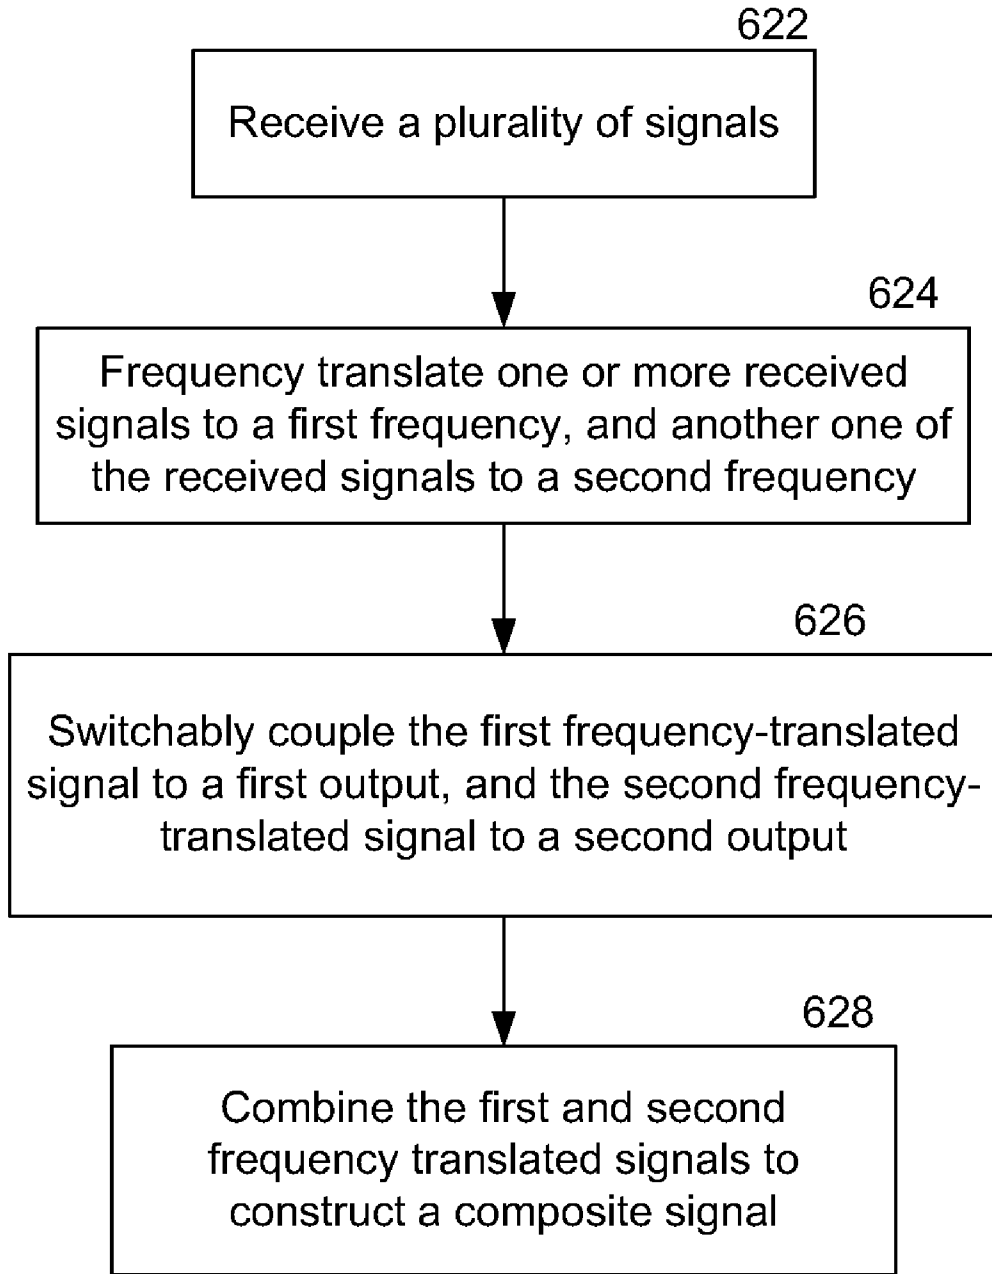 622
Receive a plurality of signals
624
Frequency translate one or more received
signals to a first frequency, and another one of
the received signals to a second frequency
626
Switchably couple the first frequency-translated
signal to a first output, and the second frequency-
translated signal to a second output
628
Combine the first and second
frequency translated signals to
construct a composite signal